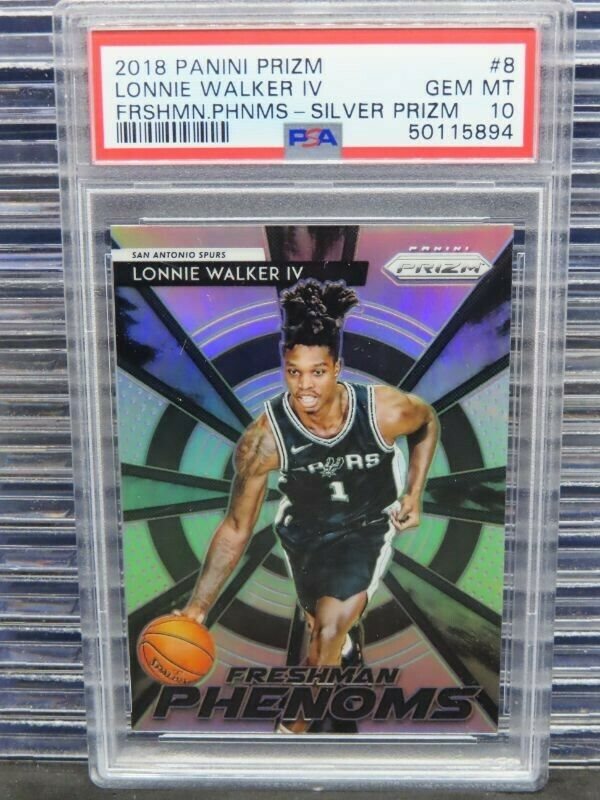 2018 PANINI PRIZM #8
LONNIE WALKER IV GEM MT
FRSHMN.PHNMS-SILVER PRIZM 10
PSA 50115894
SAN ANTONIO SPURS
LONNIE WALKER IV
PANINI
PRIZM
SPURS
1
SPALDING
FRESHMAN
PHENOMS